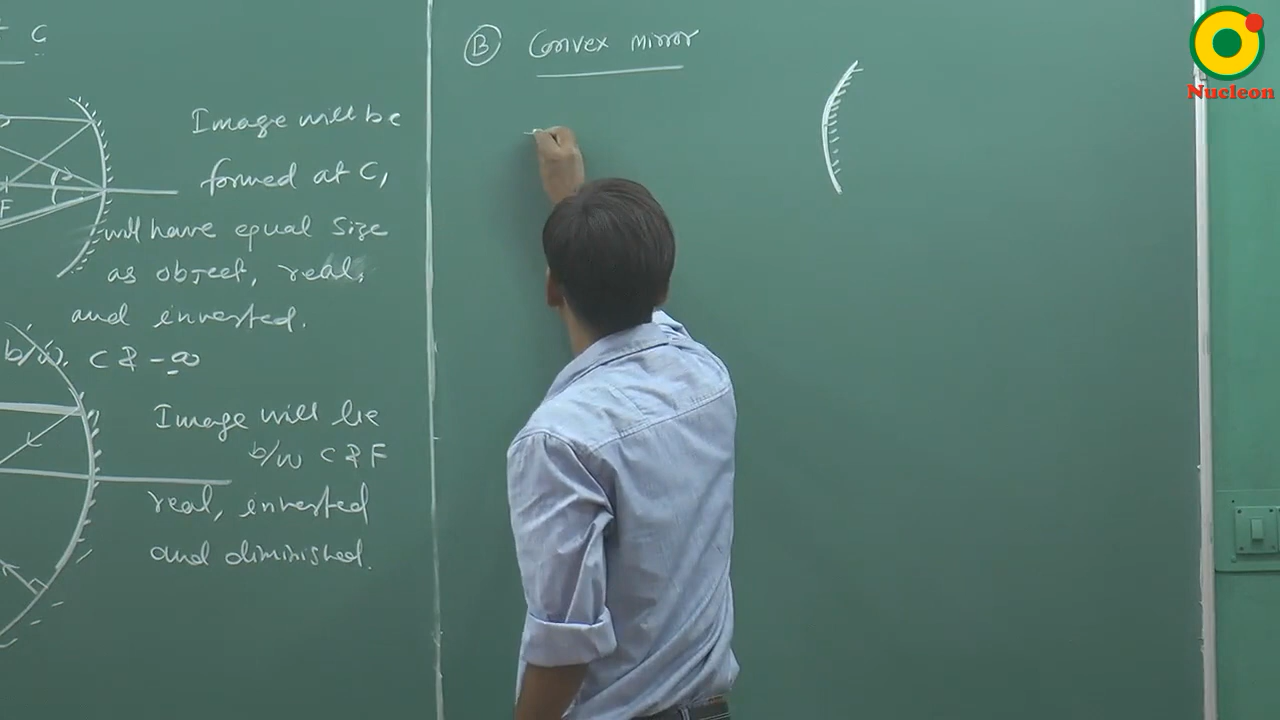 C
F
Image will be
formed at C,
will have equal size
as object, real,
and inverted.
b/w. C & -∞
Image will be
b/w C & F
real, inverted
and diminished.
B Convex mirror
Nucleon